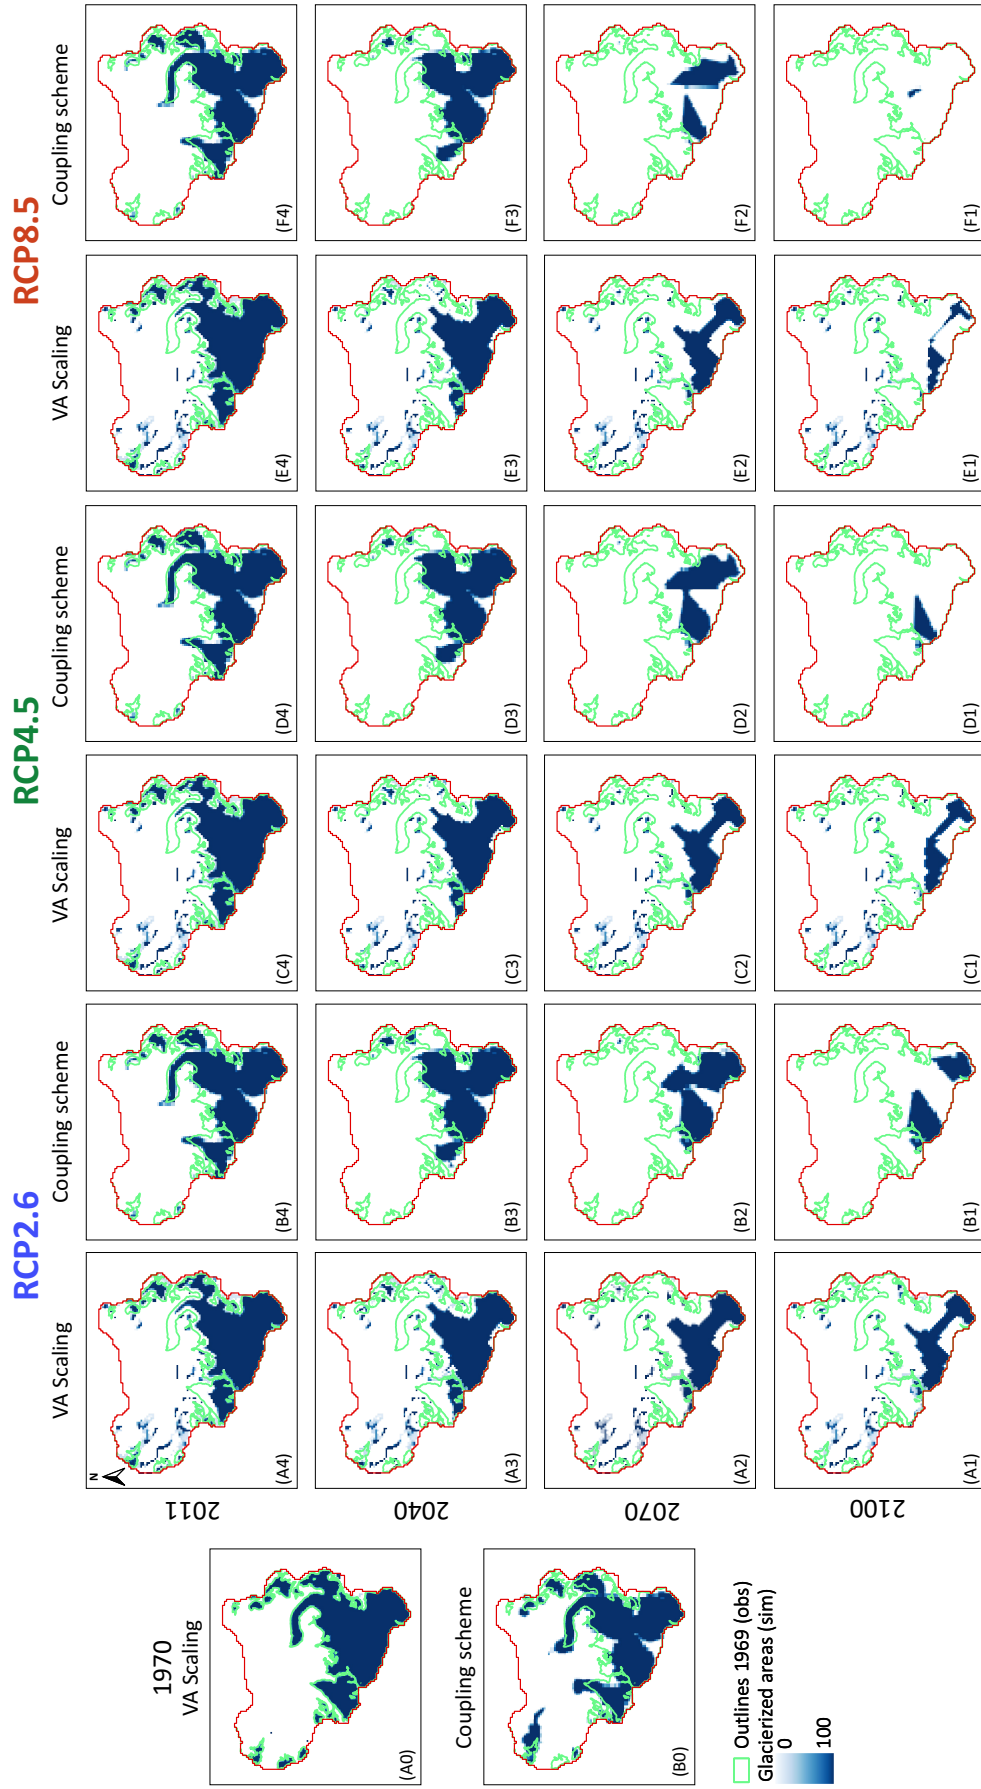 RCP2.6
RCP4.5
RCP8.5
1970
VA Scaling
Coupling scheme
VA Scaling
Coupling scheme
VA Scaling
Coupling scheme
VA Scaling
Coupling scheme
N
2011
2040
2070
2100
(A0)
(B0)
(A4)
(B4)
(C4)
(D4)
(E4)
(F4)
(A3)
(B3)
(C3)
(D3)
(E3)
(F3)
(A2)
(B2)
(C2)
(D2)
(E2)
(F2)
(A1)
(B1)
(C1)
(D1)
(E1)
(F1)
Outlines 1969 (obs)
Glacierized areas (sim)
0
100